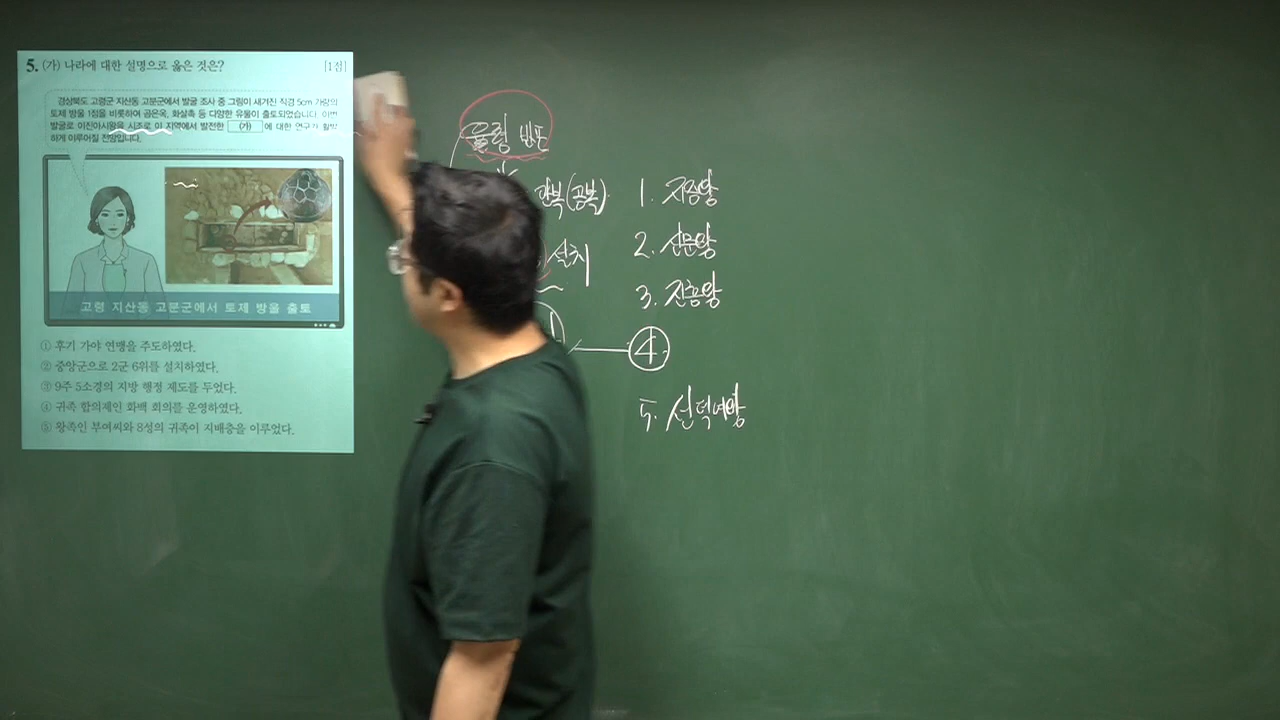 5. (가) 나라에 대한 설명으로 옳은 것은? [1점]
경상북도 고령군 지산동 고분군에서 발굴 조사 중 그림이 새겨진 직경 5cm 가량의
토제 방울 1점을 비롯하여 곱은옥, 화살촉 등 다양한 유물이 출토되었습니다. 이번
발굴로 이진아시왕을 시조로 이 지역에서 발전한 (가) 에 대한 연구가 활발
하게 이루어질 전망입니다.
고령 지산동 고분군에서 토제 방울 출토
① 후기 가야 연맹을 주도하였다.
② 중앙군으로 2군 6위를 설치하였다.
③ 9주 5소경의 지방 행정 제도를 두었다.
④ 귀족 합의제인 화백 회의를 운영하였다.
⑤ 왕족인 부여씨와 8성의 귀족이 지배층을 이루었다.
율령 반포
관복(공복)
설치
1. 지증왕
2. 신문왕
3. 진흥왕
④
5. 선덕여왕